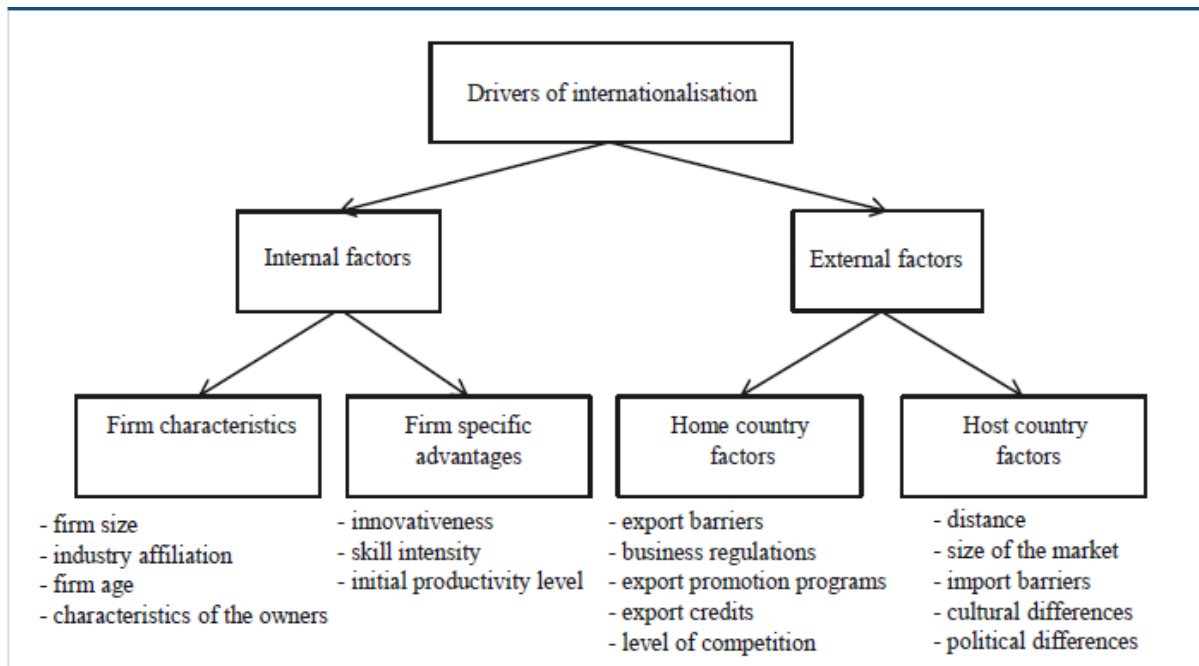 Drivers of internationalisation
Internal factors
External factors
Firm characteristics
Firm specific
advantages
Home country
factors
Host country
factors
- firm size
- industry affiliation
- firm age
- characteristics of the owners
- innovativeness
- skill intensity
- initial productivity level
- export barriers
- business regulations
- export promotion programs
- export credits
- level of competition
- distance
- size of the market
- import barriers
- cultural differences
- political differences